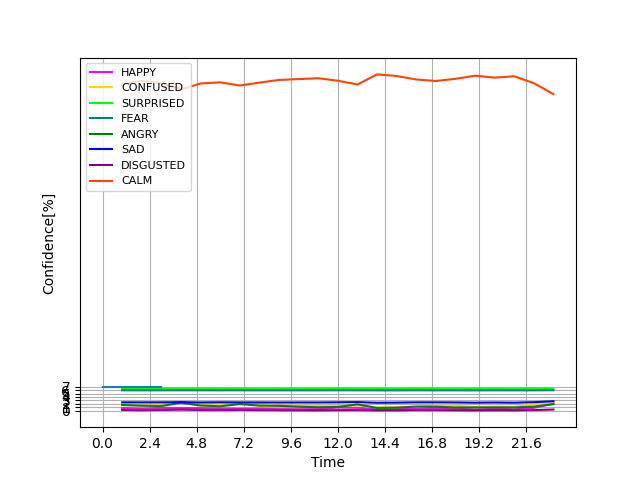 HAPPY
CONFUSED
SURPRISED
FEAR
ANGRY
SAD
DISGUSTED
CALM
Confidence[%]
7
0.0 2.4 4.8 7.2 9.6 12.0 14.4 16.8 19.2 21.6
Time